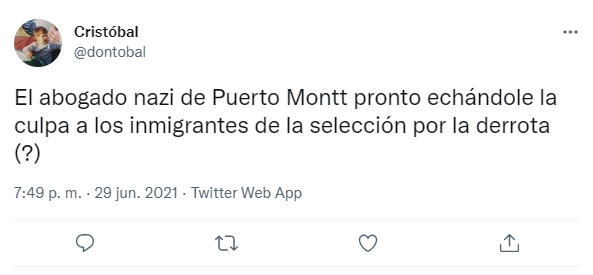 Cristóbal
@dontobal
El abogado nazi de Puerto Montt pronto echándole la
culpa a los inmigrantes de la selección por la derrota
(?)
7:49 p. m. · 29 jun. 2021 · Twitter Web App